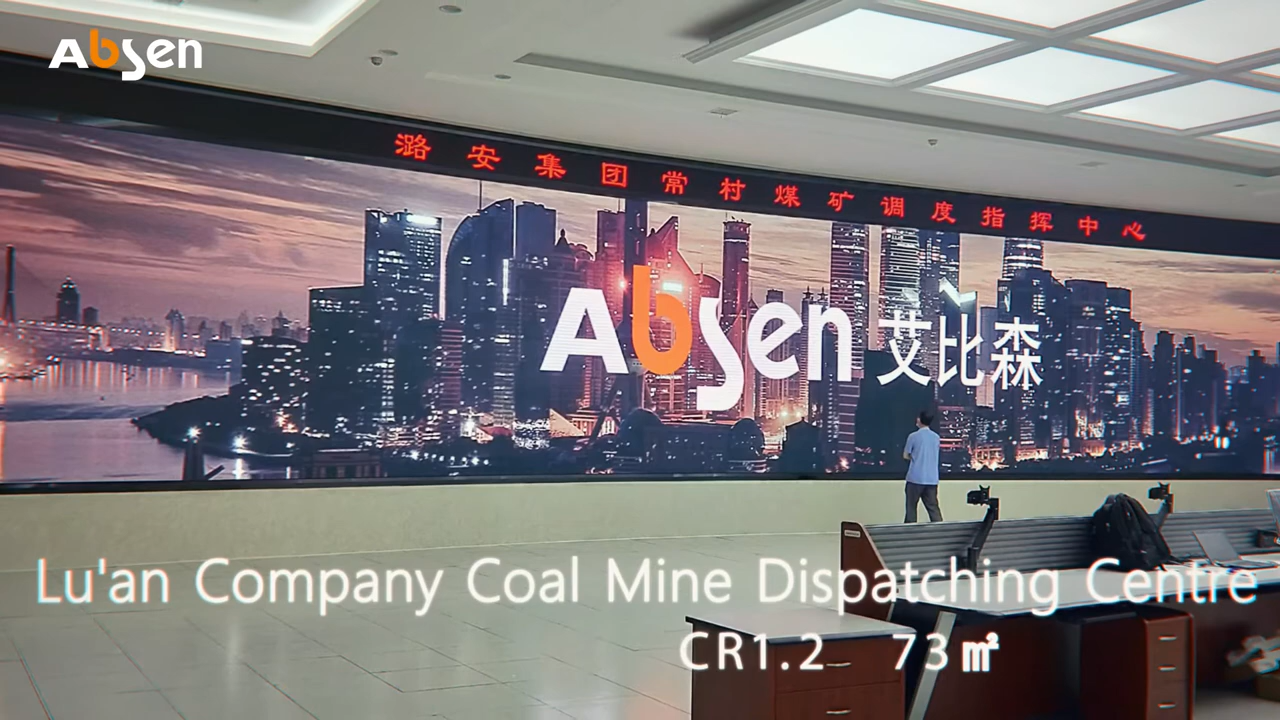 Absen
潞安集团常村煤矿调度指挥中心
Absen 艾比森
Lu'an Company Coal Mine Dispatching Centre
CR1.2 73㎡